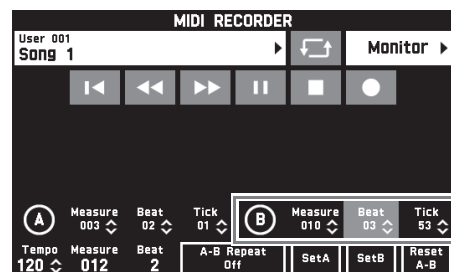 MIDI RECORDER
User 001
Song 1
Monitor
A Measure 003 Beat 02 Tick 01 B Measure 010 Beat 03 Tick 53
Tempo 120 Measure 012 Beat 2 A-B Repeat Off SetA SetB Reset A-B